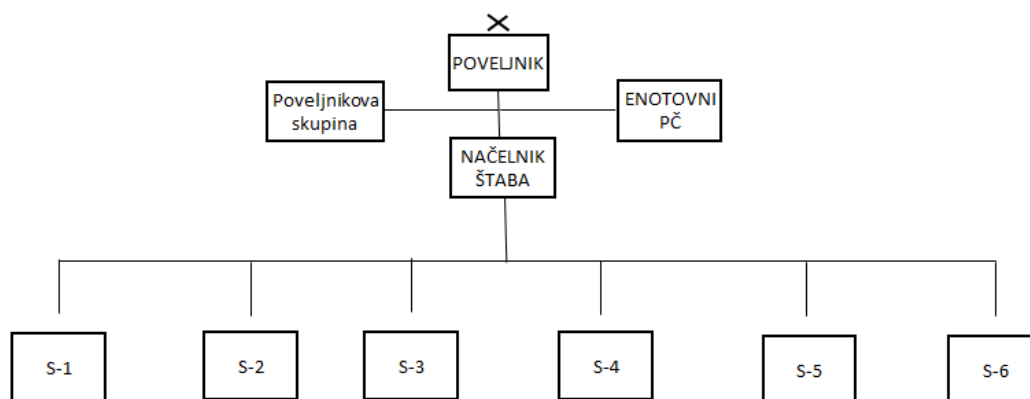 POVELJNIK
Poveljnikova
skupina
ENOTOVNI
PČ
NAČELNIK
ŠTABA
S-1
S-2
S-3
S-4
S-5
S-6